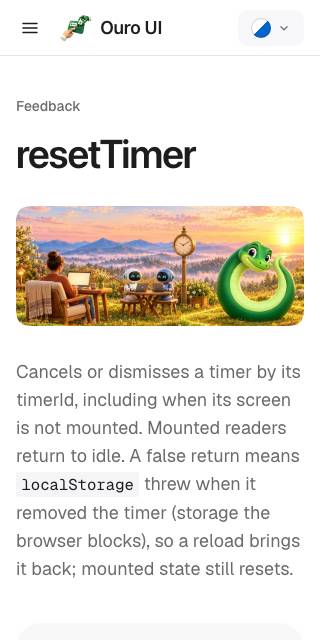 Ouro UI
Feedback
resetTimer
Cancels or dismisses a timer by its
timerId, including when its screen
is not mounted. Mounted readers
return to idle. A false return means
localStorage threw when it
removed the timer (storage the
browser blocks), so a reload brings
it back; mounted state still resets.